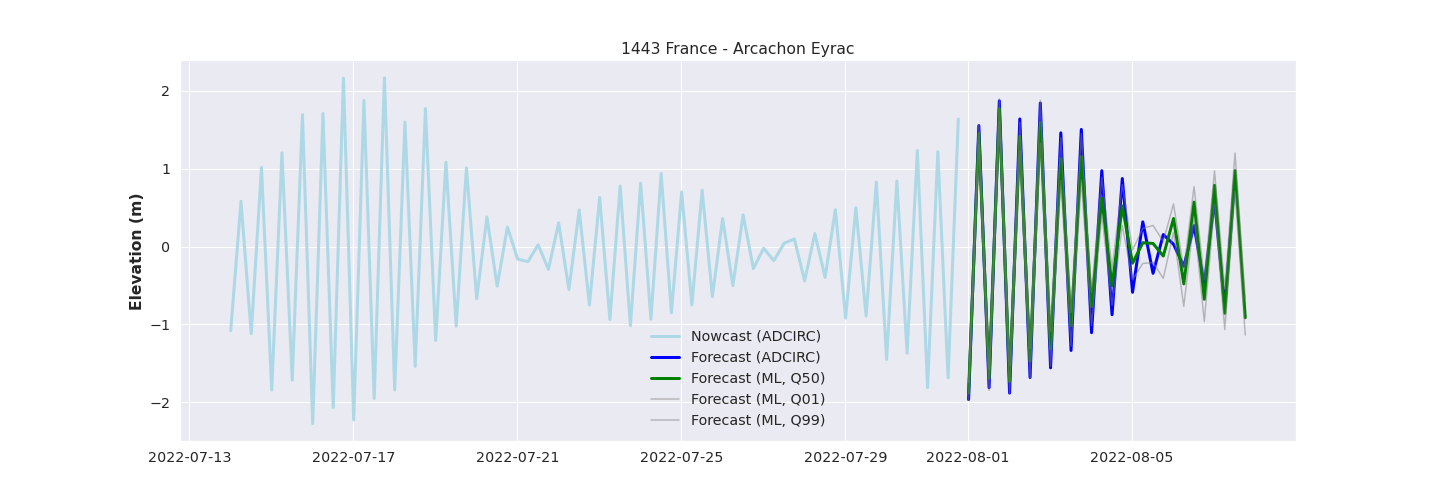 1443 France - Arcachon Eyrac
Elevation (m)
2
1
0
−1
−2
Nowcast (ADCIRC)
Forecast (ADCIRC)
Forecast (ML, Q50)
Forecast (ML, Q01)
Forecast (ML, Q99)
2022-07-13 2022-07-17 2022-07-21 2022-07-25 2022-07-29 2022-08-01 2022-08-05